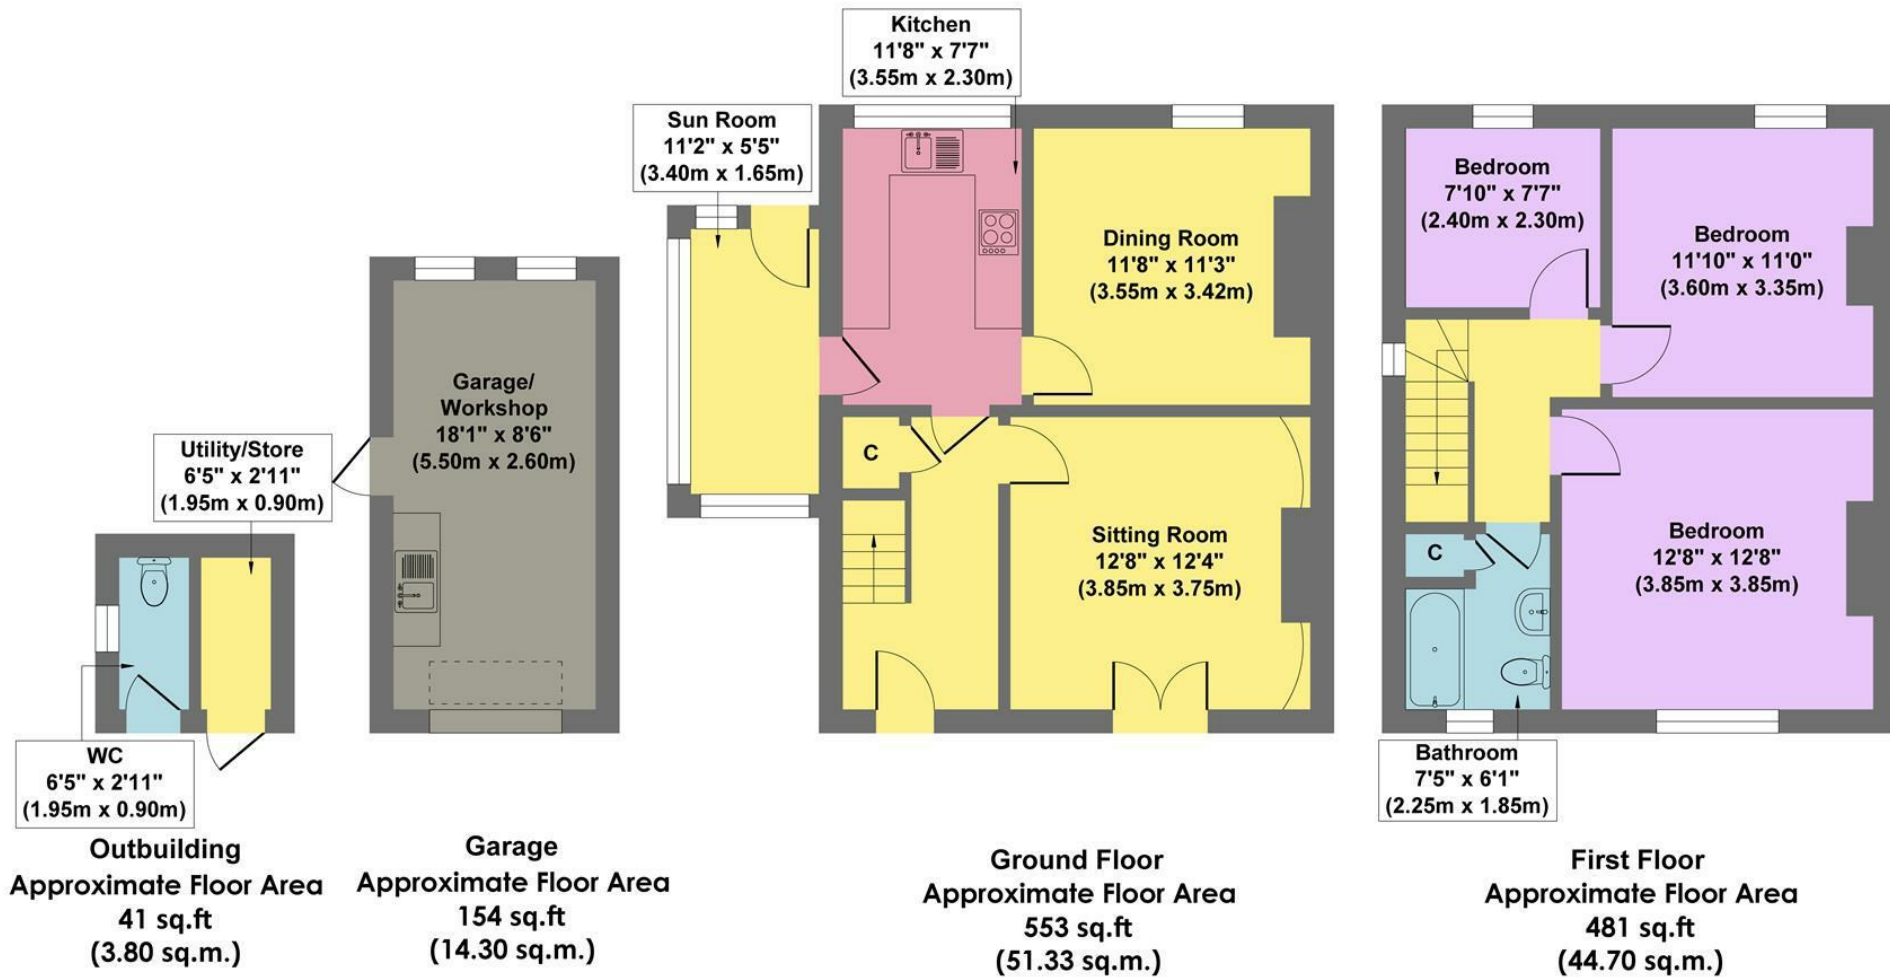 Kitchen
11'8" x 7'7"
(3.55m x 2.30m)
Sun Room
11'2" x 5'5"
(3.40m x 1.65m)
Dining Room
11'8" x 11'3"
(3.55m x 3.42m)
Bedroom
7'10" x 7'7"
(2.40m x 2.30m)
Bedroom
11'10" x 11'0"
(3.60m x 3.35m)
Garage/
Workshop
18'1" x 8'6"
(5.50m x 2.60m)
Utility/Store
6'5" x 2'11"
(1.95m x 0.90m)
C
Sitting Room
12'8" x 12'4"
(3.85m x 3.75m)
C
Bedroom
12'8" x 12'8"
(3.85m x 3.85m)
WC
6'5" x 2'11"
(1.95m x 0.90m)
Bathroom
7'5" x 6'1"
(2.25m x 1.85m)
Outbuilding
Approximate Floor Area
41 sq.ft
(3.80 sq.m.)
Garage
Approximate Floor Area
154 sq.ft
(14.30 sq.m.)
Ground Floor
Approximate Floor Area
553 sq.ft
(51.33 sq.m.)
First Floor
Approximate Floor Area
481 sq.ft
(44.70 sq.m.)